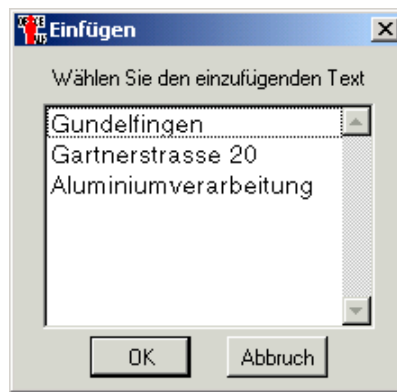 Einfügen
Wählen Sie den einzufügenden Text
Gundelfingen
Gartnerstrasse 20
Aluminiumverarbeitung
OK
Abbruch